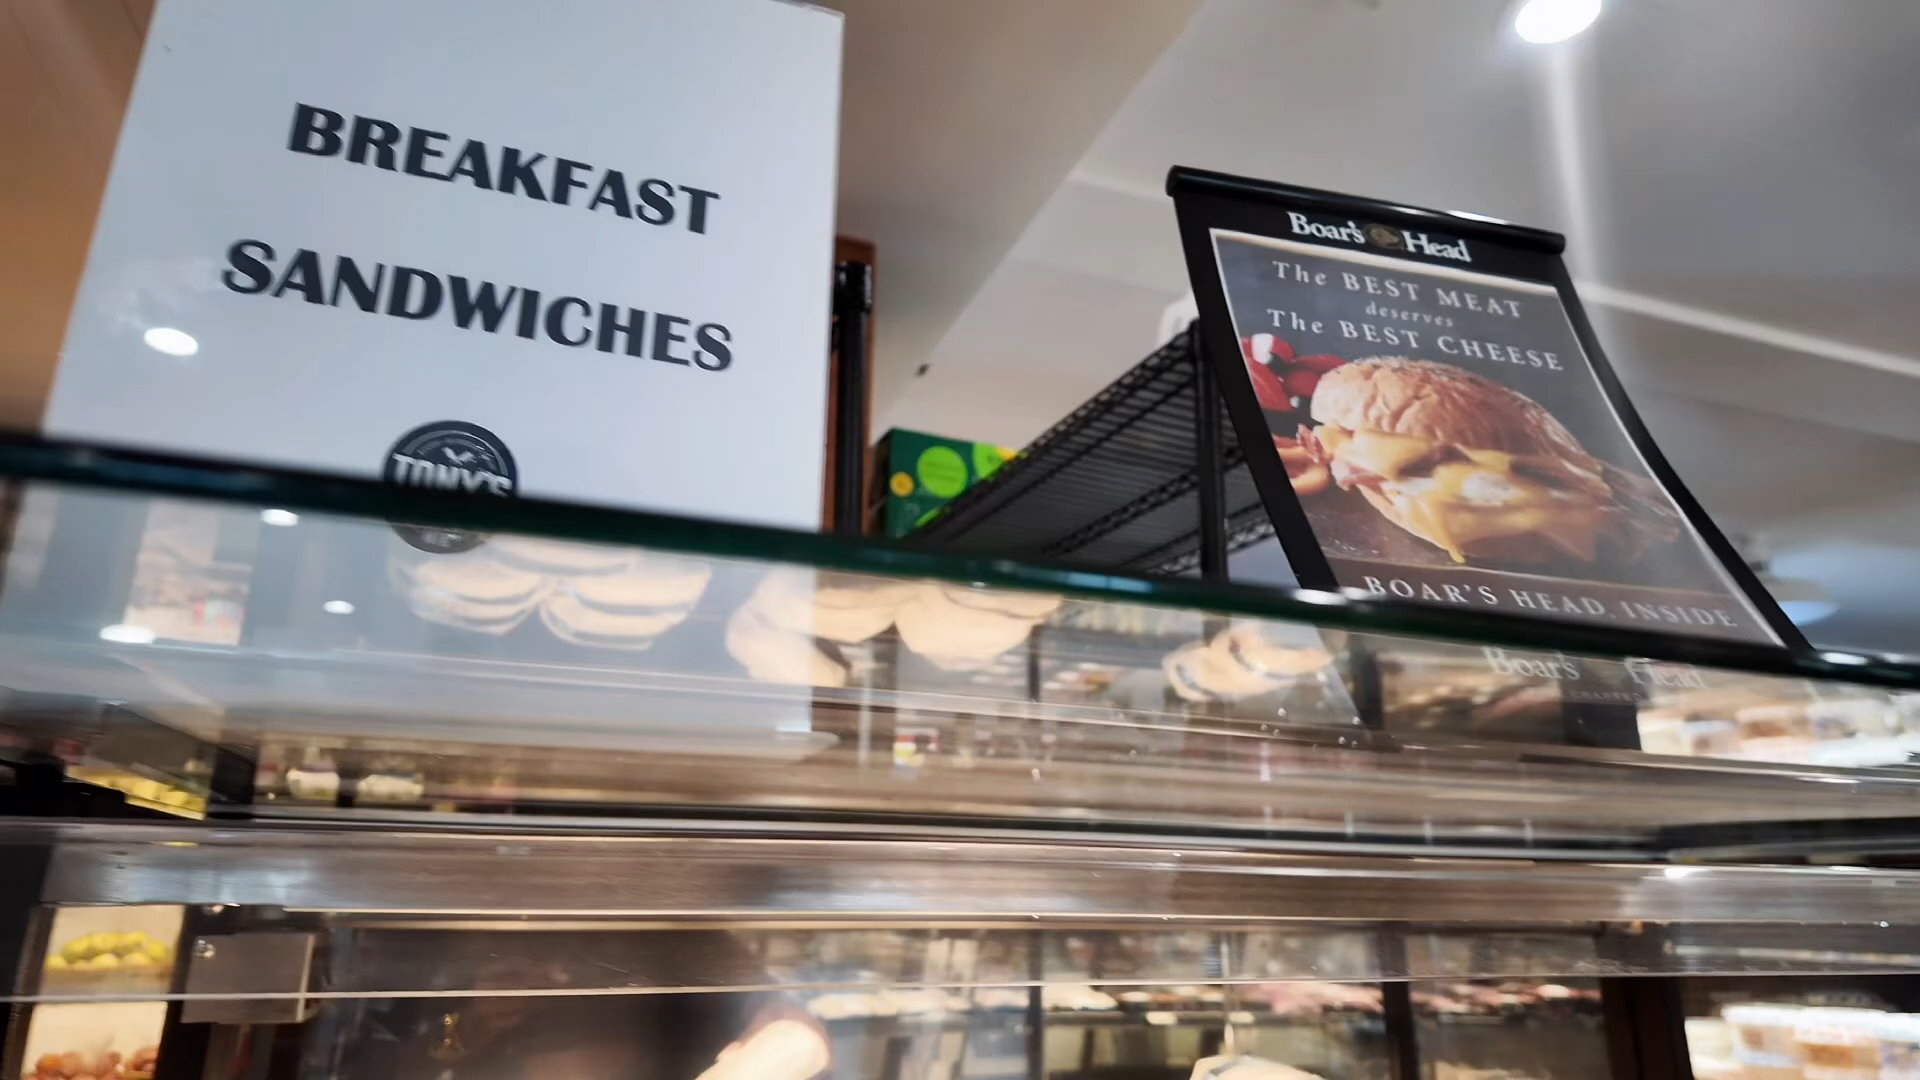 BREAKFAST
SANDWICHES
TONY'S
Boar's Head
The BEST MEAT
deserves
The BEST CHEESE
BOAR'S HEAD INSIDE
Boar's Head